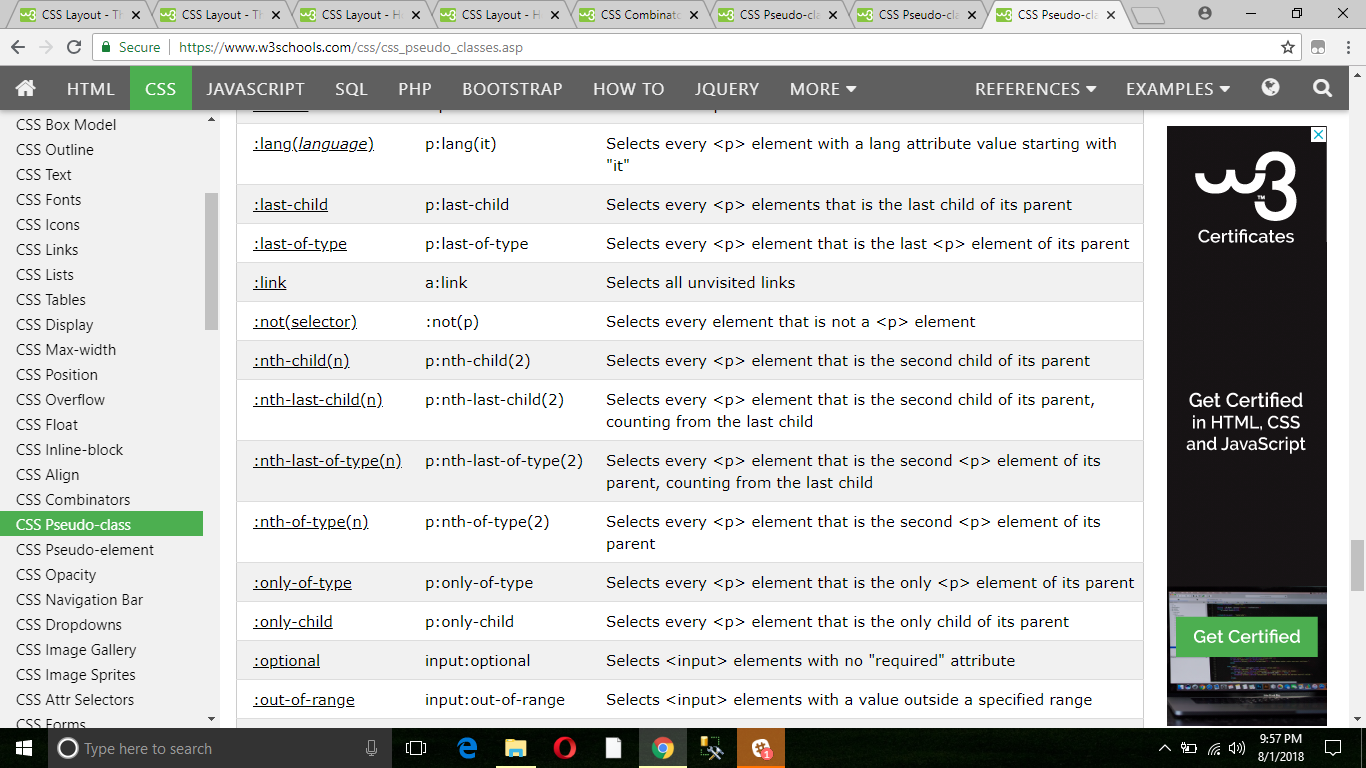 CSS Layout - Th
CSS Layout - Th
CSS Layout - H
CSS Layout - H
CSS Combinato
CSS Pseudo-cla
CSS Pseudo-cla
CSS Pseudo-cla
Secure
https://www.w3schools.com/css/css_pseudo_classes.asp
HTML CSS JAVASCRIPT SQL PHP BOOTSTRAP HOW TO JQUERY MORE REFERENCES EXAMPLES
CSS Box Model
CSS Outline
CSS Text
CSS Fonts
CSS Icons
CSS Links
CSS Lists
CSS Tables
CSS Display
CSS Max-width
CSS Position
CSS Overflow
CSS Float
CSS Inline-block
CSS Align
CSS Combinators
CSS Pseudo-class
CSS Pseudo-element
CSS Opacity
CSS Navigation Bar
CSS Dropdowns
CSS Image Gallery
CSS Image Sprites
CSS Attr Selectors
CSS Forms
:lang(language) p:lang(it) Selects every <p> element with a lang attribute value starting with
"it"
:last-child p:last-child Selects every <p> elements that is the last child of its parent
:last-of-type p:last-of-type Selects every <p> element that is the last <p> element of its parent
:link a:link Selects all unvisited links
:not(selector) :not(p) Selects every element that is not a <p> element
:nth-child(n) p:nth-child(2) Selects every <p> element that is the second child of its parent
:nth-last-child(n) p:nth-last-child(2) Selects every <p> element that is the second child of its parent,
counting from the last child
:nth-last-of-type(n) p:nth-last-of-type(2) Selects every <p> element that is the second <p> element of its
parent, counting from the last child
:nth-of-type(n) p:nth-of-type(2) Selects every <p> element that is the second <p> element of its
parent
:only-of-type p:only-of-type Selects every <p> element that is the only <p> element of its parent
:only-child p:only-child Selects every <p> element that is the only child of its parent
:optional input:optional Selects <input> elements with no "required" attribute
:out-of-range input:out-of-range Selects <input> elements with a value outside a specified range
w3
TM
Certificates
Get Certified
in HTML, CSS
and JavaScript
Get Certified
Type here to search
1
9:57 PM
8/1/2018